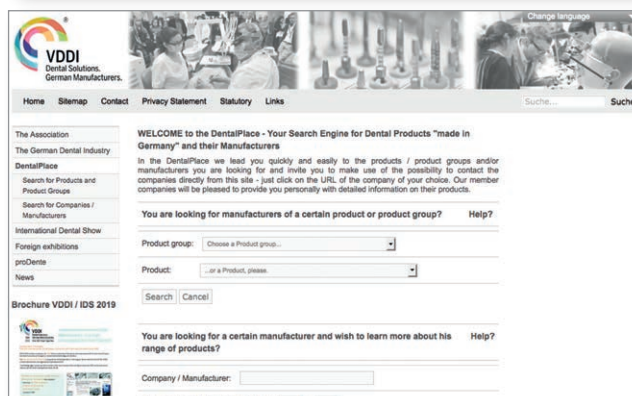 Change language
VDDI
Dental Solutions.
German Manufacturers.
Home Sitemap Contact Privacy Statement Statutory Links
Suche... Suche
The Association
The German Dental Industry
DentalPlace
Search for Products and
Product Groups
Search for Companies /
Manufacturers
International Dental Show
Foreign exhibitions
proDente
News
Brochure VDDI / IDS 2019
WELCOME to the DentalPlace - Your Search Engine for Dental Products "made in
Germany" and their Manufacturers
In the DentalPlace we lead you quickly and easily to the products / product groups and/or
manufacturers you are looking for and invite you to make use of the possibility to contact the
companies directly from this site - just click on the URL of the company of your choice. Our member
companies will be pleased to provide you personally with detailed information on their products.
You are looking for manufacturers of a certain product or product group? Help?
Product group: Choose a Product group...
Product: ...or a Product, please.
Search Cancel
You are looking for a certain manufacturer and wish to learn more about his Help?
range of products?
Company / Manufacturer: